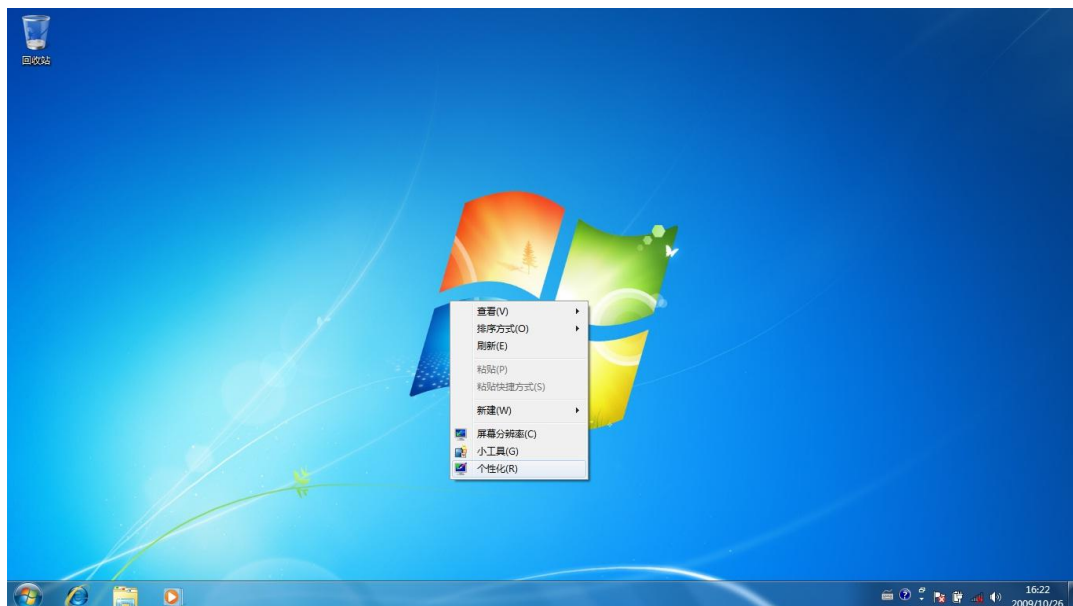 回收站
查看(V)
排序方式(O)
刷新(E)
粘贴(P)
粘贴快捷方式(S)
新建(W)
屏幕分辨率(C)
小工具(G)
个性化(R)
16:22
2009/10/26